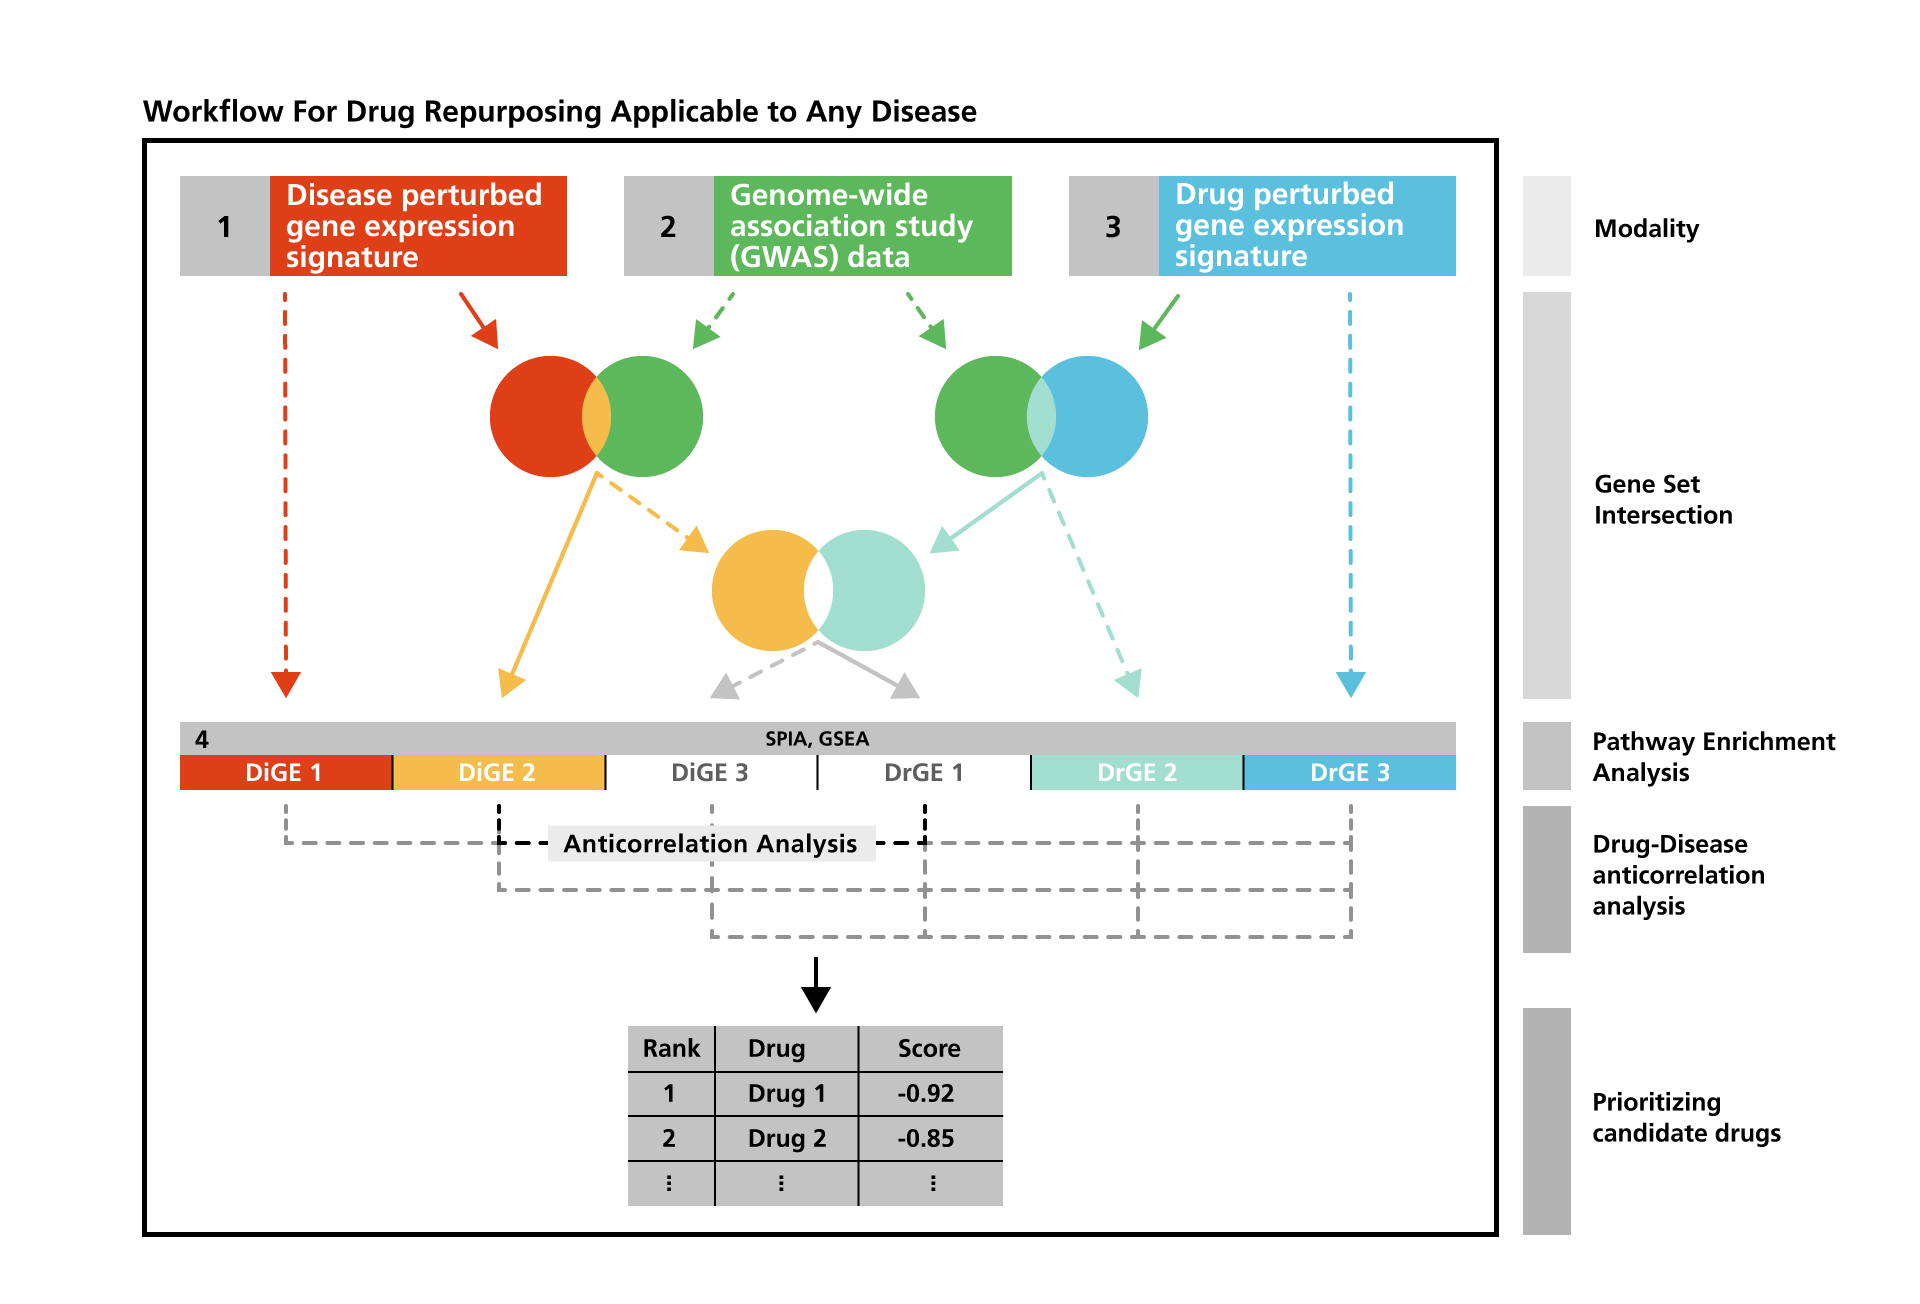 Workflow For Drug Repurposing Applicable to Any Disease
1
Disease perturbed
gene expression
signature
2
Genome-wide
association study
(GWAS) data
3
Drug perturbed
gene expression
signature
Modality
Gene Set
Intersection
4
SPIA, GSEA
DiGE 1
DiGE 2
DiGE 3
DrGE 1
DrGE 2
DrGE 3
Pathway Enrichment
Analysis
Anticorrelation Analysis
Drug-Disease
anticorrelation
analysis
Rank Drug Score
1 Drug 1 -0.92
2 Drug 2 -0.85
⋮ ⋮ ⋮
Prioritizing
candidate drugs